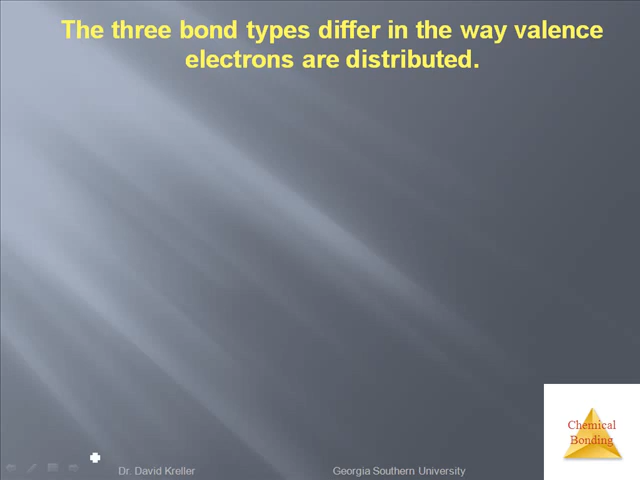 The three bond types differ in the way valence
electrons are distributed.
Chemical
Bonding
Dr. David Kreller
Georgia Southern University